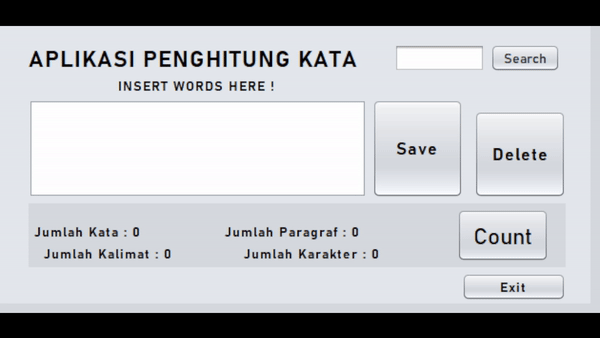 APLIKASI PENGHITUNG KATA
Search
INSERT WORDS HERE !
Save
Delete
Jumlah Kata : 0
Jumlah Paragraf : 0
Count
Jumlah Kalimat : 0
Jumlah Karakter : 0
Exit